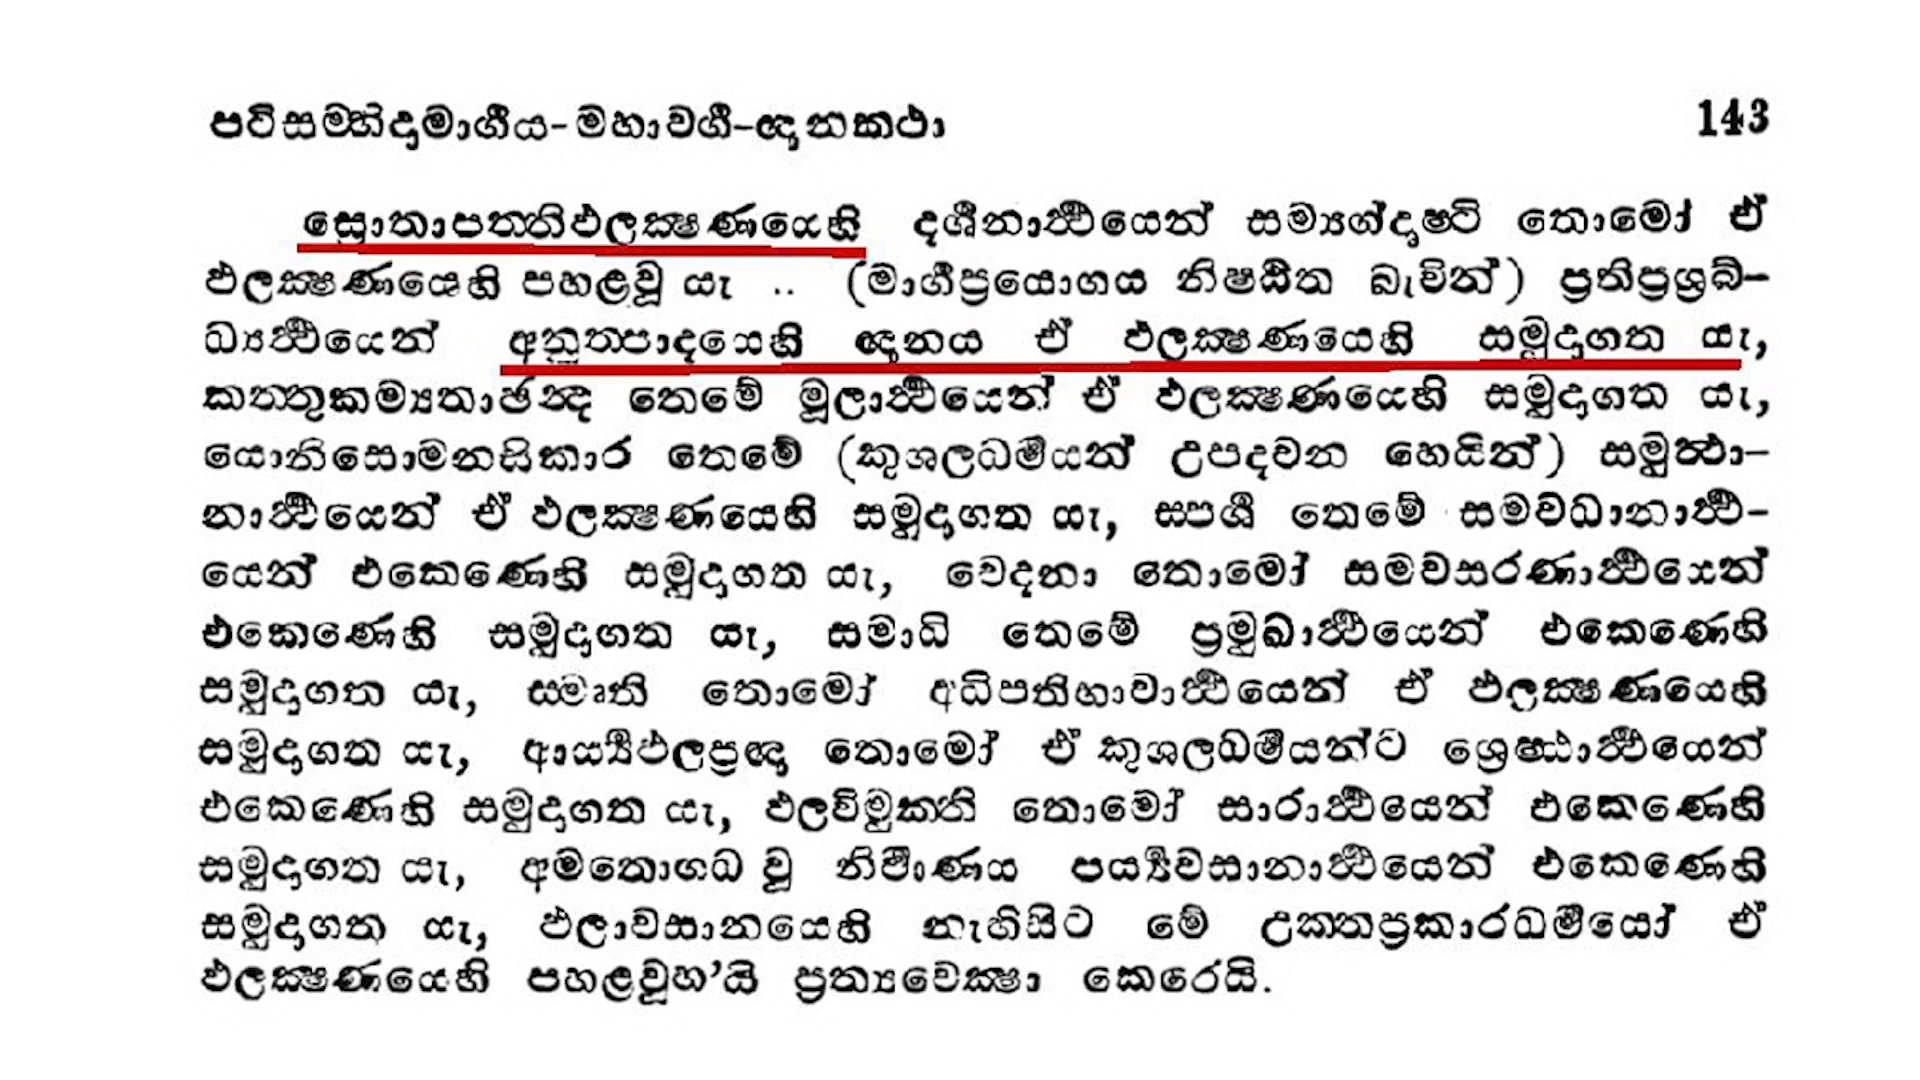 පටිසම්භිදාමාර්ගය-මහාවර්ග-ඥානකථා 143
ස්‍රොතාපත්තිඵලක්‍ෂණයෙහි දර්‍ශනාර්‍ත්‍ථයෙන් සම්‍යග්දෘෂ්ටි තොමෝ ඒ
ඵලක්‍ෂණයෙහි පහළවූ යැ .. (මාර්‍ගප්‍රයොගය නිෂ්ඨිත බැවින්) ප්‍රතිප්‍රශ්‍රබ්-
ධ්‍යර්‍ත්‍ථයෙන් අනුත්පාදයෙහි ඥානය ඒ ඵලක්‍ෂණයෙහි සමුදාගත යැ,
කත්තුකම්‍යතාඡන්‍ද තෙමේ මූලාර්‍ත්‍ථයෙන් ඒ ඵලක්‍ෂණයෙහි සමුදාගත යැ,
යොනිසොමනසිකාර තෙමේ (කුශලධර්‍මයන් උපදවන හෙයින්) සමුත්‍ථා-
නාර්‍ත්‍ථයෙන් ඒ ඵලක්‍ෂණයෙහි සමුදාගත යැ, ස්පර්‍ශ තෙමේ සමවධානාර්‍ත්‍ථ-
යෙන් එකෙණෙහි සමුදාගත යැ, වෙදනා තොමෝ සමවසරණාර්‍ත්‍ථයෙන්
එකෙණෙහි සමුදාගත යැ, සමාධි තෙමේ ප්‍රමුඛාර්‍ත්‍ථයෙන් එකෙණෙහි
සමුදාගත යැ, ස්මෘති තොමෝ අධිපතිභාවාර්‍ත්‍ථයෙන් ඒ ඵලක්‍ෂණයෙහි
සමුදාගත යැ, ආර්‍ය්‍යඵලප්‍රඥා තොමෝ ඒ කුශලධර්‍මයන්ට ශ්‍රෙෂ්ඨාර්‍ත්‍ථයෙන්
එකෙණෙහි සමුදාගත යැ, ඵලවිමුක්ති තොමෝ සාරාර්‍ත්‍ථයෙන් එකෙණෙහි
සමුදාගත යැ, අමතොගධ වූ නිර්‍වාණය පර්‍ය්‍යවසානාර්‍ත්‍ථයෙන් එකෙණෙහි
සමුදාගත යැ, ඵලාවසානයෙහි නැඟිසිට මේ උක්තප්‍රකාරධර්‍මයෝ ඒ
ඵලක්‍ෂණයෙහි පහළවූහ’යි ප්‍රත්‍යවෙක්‍ෂා කෙරෙයි.